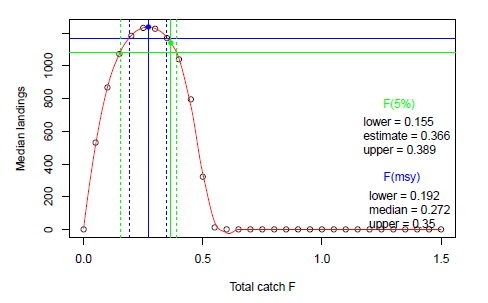 Median landings
0 200 400 600 800 1000
F(5%)
lower = 0.155
estimate = 0.366
upper = 0.389
F(msy)
lower = 0.192
median = 0.272
upper = 0.35
0.0 0.5 1.0 1.5
Total catch F